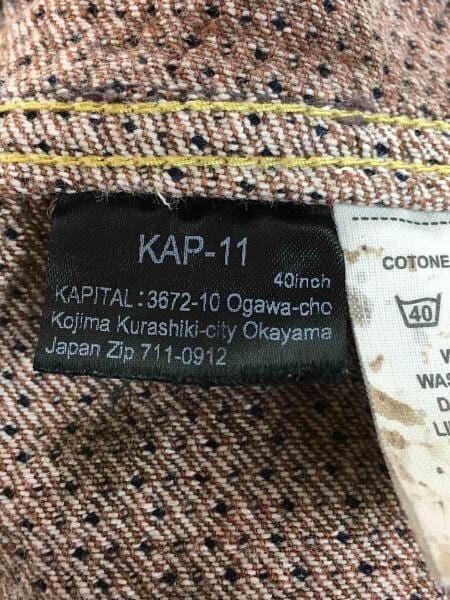 KAP-11
40inch
KAPITAL:3672-10 Ogawa-cho
Kojima Kurashiki-city Okayama
Japan Zip 711-0912
COTONE
40
W
WAS
D
LI